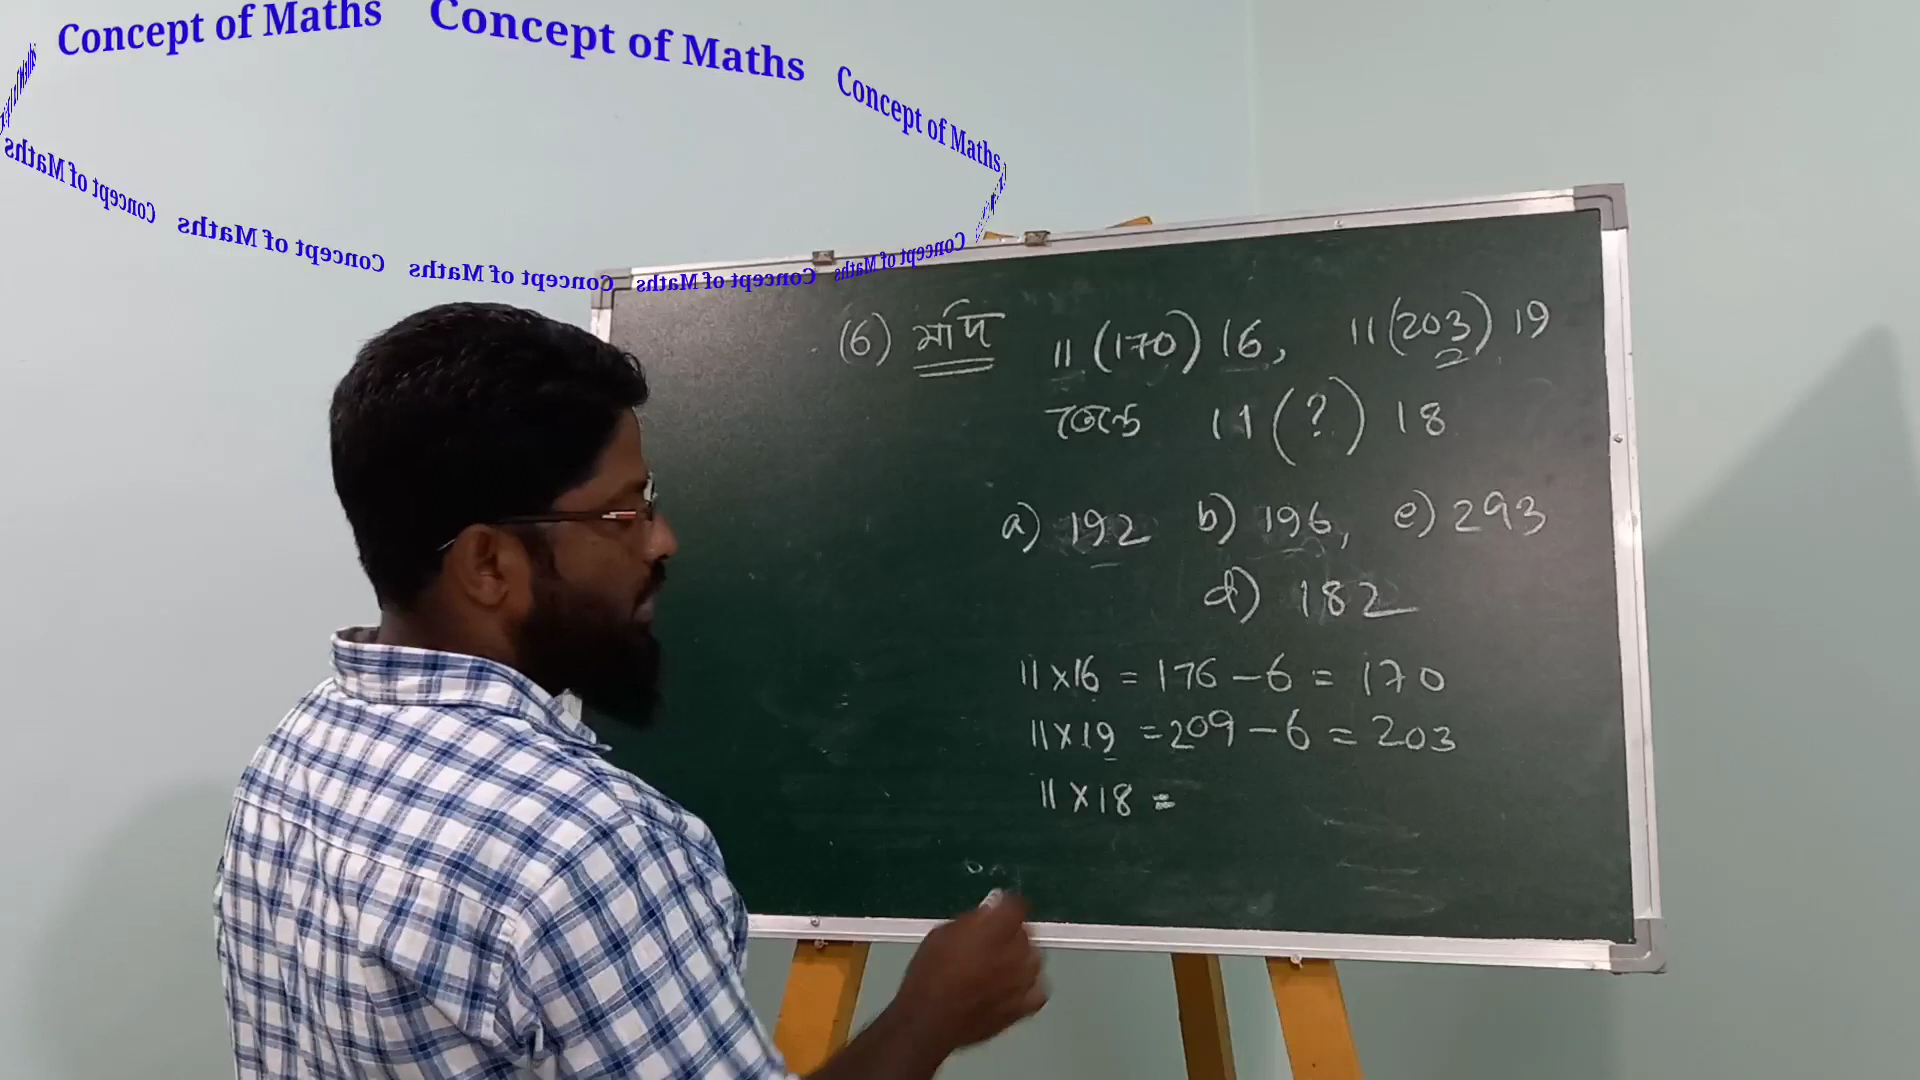 Concept of Maths Concept of Maths Concept of Maths
Concept of Maths Concept of Maths Concept of Maths Concept of Maths Concept of Maths
(6) যদি 11 (170) 16, 11 (203) 19
তবে 11 (?) 18
a) 192 b) 196, c) 293
d) 182
11 × 16 = 176 - 6 = 170
11 × 19 = 209 - 6 = 203
11 × 18 =